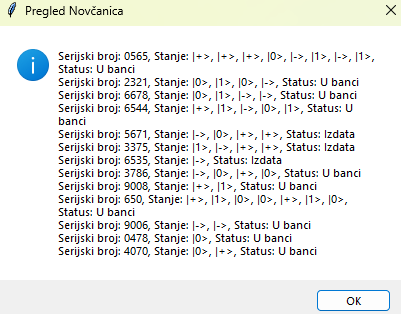 Pregled Novčanica
Serijski broj: 0565, Stanje: |+>, |+>, |+>, |0>, |->, |1>, |->, |1>,
Status: U banci
Serijski broj: 2321, Stanje: |0>, |1>, |0>, |->, Status: U banci
Serijski broj: 6678, Stanje: |0>, |1>, |->, |->, Status: U banci
Serijski broj: 6544, Stanje: |+>, |1>, |->, |0>, |1>, Status: U
banci
Serijski broj: 5671, Stanje: |->, |0>, |+>, |+>, Status: Izdata
Serijski broj: 3375, Stanje: |1>, |->, |+>, |+>, Status: Izdata
Serijski broj: 6535, Stanje: |->, Status: Izdata
Serijski broj: 3786, Stanje: |->, |0>, |+>, |0>, Status: U banci
Serijski broj: 9008, Stanje: |+>, |1>, Status: U banci
Serijski broj: 650, Stanje: |+>, |1>, |0>, |0>, |+>, |1>, |0>,
Status: U banci
Serijski broj: 9006, Stanje: |->, |->, Status: U banci
Serijski broj: 0478, Stanje: |0>, Status: U banci
Serijski broj: 4070, Stanje: |0>, |+>, Status: U banci
OK